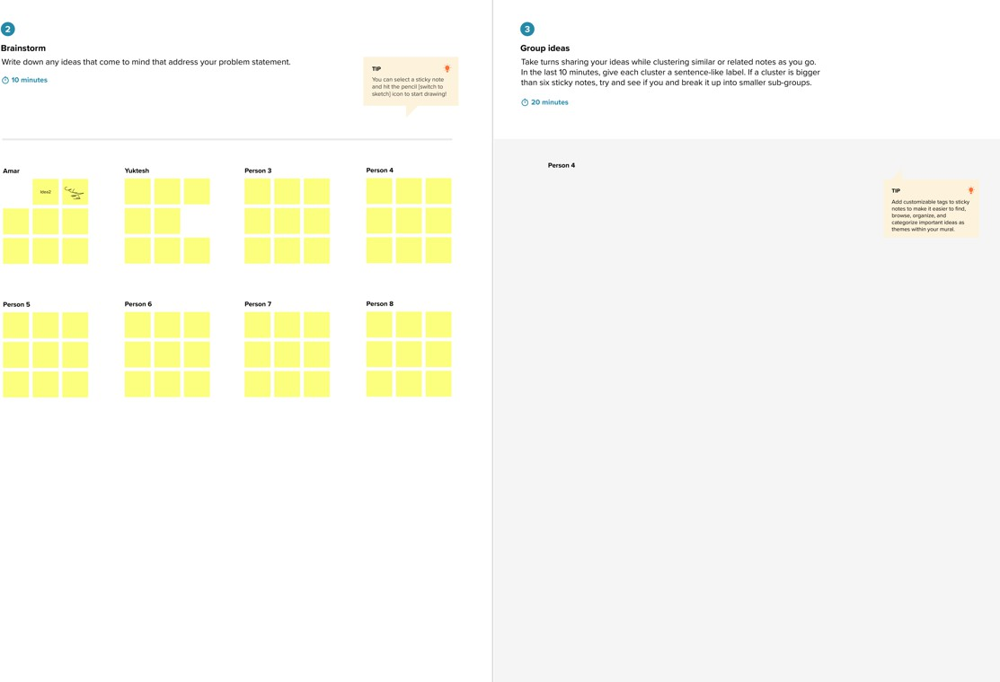 2
Brainstorm
Write down any ideas that come to mind that address your problem statement.
10 minutes
TIP
You can select a sticky note
and hit the pencil [switch to
sketch] icon to start drawing!
Amar
Yuktesh
Person 3
Person 4
Idea2
Person 5
Person 6
Person 7
Person 8
3
Group ideas
Take turns sharing your ideas while clustering similar or related notes as you go.
In the last 10 minutes, give each cluster a sentence-like label. If a cluster is bigger
than six sticky notes, try and see if you and break it up into smaller sub-groups.
20 minutes
Person 4
TIP
Add customizable tags to sticky
notes to make it easier to find,
browse, organize, and
categorize important ideas as
themes within your mural.